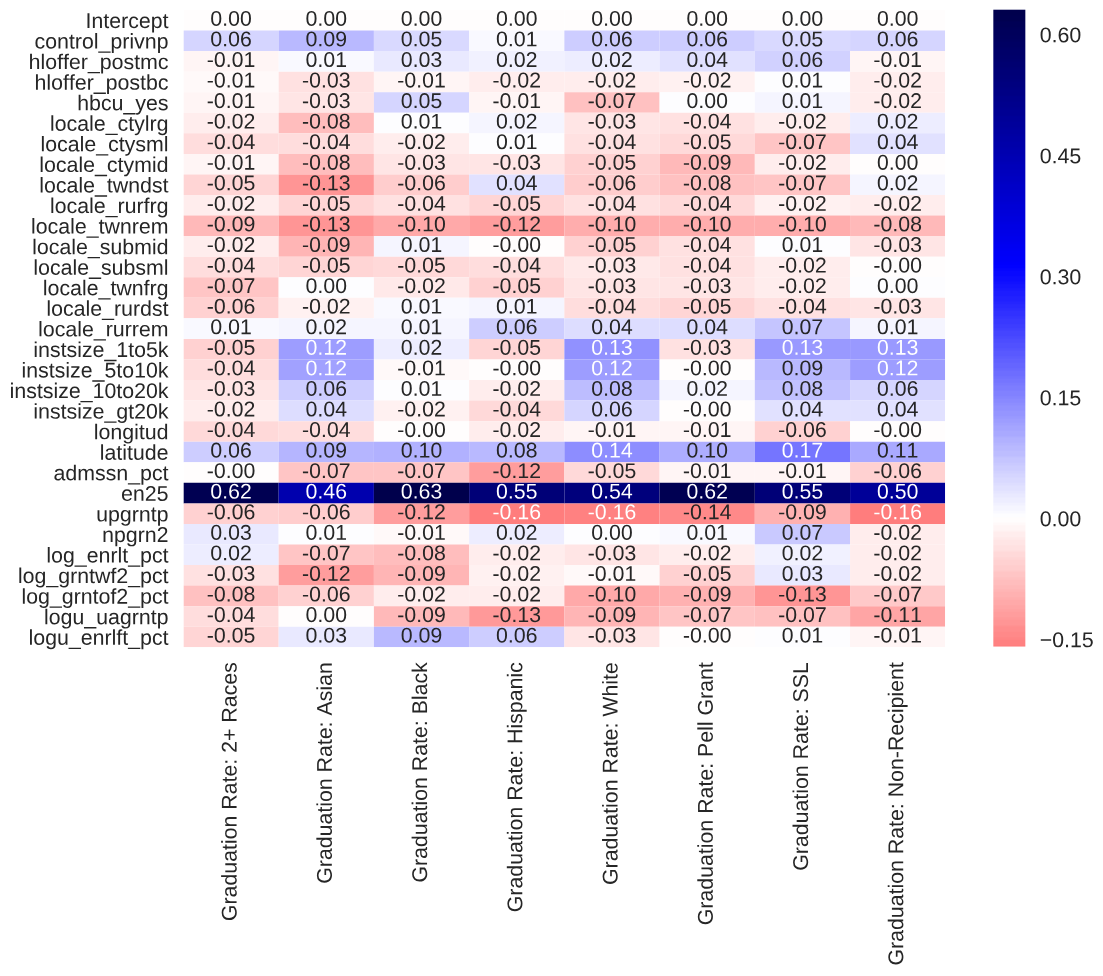 Intercept 0.00 0.00 0.00 0.00 0.00 0.00 0.00 0.00
control_privnp 0.06 0.09 0.05 0.01 0.06 0.06 0.05 0.06
hloffer_postmc -0.01 0.01 0.03 0.02 0.02 0.04 0.06 -0.01
hloffer_postbc -0.01 -0.03 -0.01 -0.02 -0.02 -0.02 0.01 -0.02
hbcu_yes -0.01 -0.03 0.05 -0.01 -0.07 0.00 0.01 -0.02
locale_ctylrg -0.02 -0.08 0.01 0.02 -0.03 -0.04 -0.02 0.02
locale_ctysml -0.04 -0.04 -0.02 0.01 -0.04 -0.05 -0.07 0.04
locale_ctymid -0.01 -0.08 -0.03 -0.03 -0.05 -0.09 -0.02 0.00
locale_twndst -0.05 -0.13 -0.06 0.04 -0.06 -0.08 -0.07 0.02
locale_rurfrg -0.02 -0.05 -0.04 -0.05 -0.04 -0.04 -0.02 -0.02
locale_twnrem -0.09 -0.13 -0.10 -0.12 -0.10 -0.10 -0.10 -0.08
locale_submid -0.02 -0.09 0.01 -0.00 -0.05 -0.04 0.01 -0.03
locale_subsml -0.04 -0.05 -0.05 -0.04 -0.03 -0.04 -0.02 -0.00
locale_twnfrg -0.07 0.00 -0.02 -0.05 -0.03 -0.03 -0.02 0.00
locale_rurdst -0.06 -0.02 0.01 0.01 -0.04 -0.05 -0.04 -0.03
locale_rurrem 0.01 0.02 0.01 0.06 0.04 0.04 0.07 0.01
instsize_1to5k -0.05 0.12 0.02 -0.05 0.13 -0.03 0.13 0.13
instsize_5to10k -0.04 0.12 -0.01 -0.00 0.12 -0.00 0.09 0.12
instsize_10to20k -0.03 0.06 0.01 -0.02 0.08 0.02 0.08 0.06
instsize_gt20k -0.02 0.04 -0.02 -0.04 0.06 -0.00 0.04 0.04
longitud -0.04 -0.04 -0.00 -0.02 -0.01 -0.01 -0.06 -0.00
latitude 0.06 0.09 0.10 0.08 0.14 0.10 0.17 0.11
admssn_pct -0.00 -0.07 -0.07 -0.12 -0.05 -0.01 -0.01 -0.06
en25 0.62 0.46 0.63 0.55 0.54 0.62 0.55 0.50
upgrntp -0.06 -0.06 -0.12 -0.16 -0.16 -0.14 -0.09 -0.16
npgrn2 0.03 0.01 -0.01 0.02 0.00 0.01 0.07 -0.02
log_enrlt_pct 0.02 -0.07 -0.08 -0.02 -0.03 -0.02 0.02 -0.02
log_grntwf2_pct -0.03 -0.12 -0.09 -0.02 -0.01 -0.05 0.03 -0.02
log_grntof2_pct -0.08 -0.06 -0.02 -0.02 -0.10 -0.09 -0.13 -0.07
logu_uagrntp -0.04 0.00 -0.09 -0.13 -0.09 -0.07 -0.07 -0.11
logu_enrlft_pct -0.05 0.03 0.09 0.06 -0.03 -0.00 0.01 -0.01
Graduation Rate: 2+ Races
Graduation Rate: Asian
Graduation Rate: Black
Graduation Rate: Hispanic
Graduation Rate: White
Graduation Rate: Pell Grant
Graduation Rate: SSL
Graduation Rate: Non-Recipient
0.60
0.45
0.30
0.15
0.00
−0.15